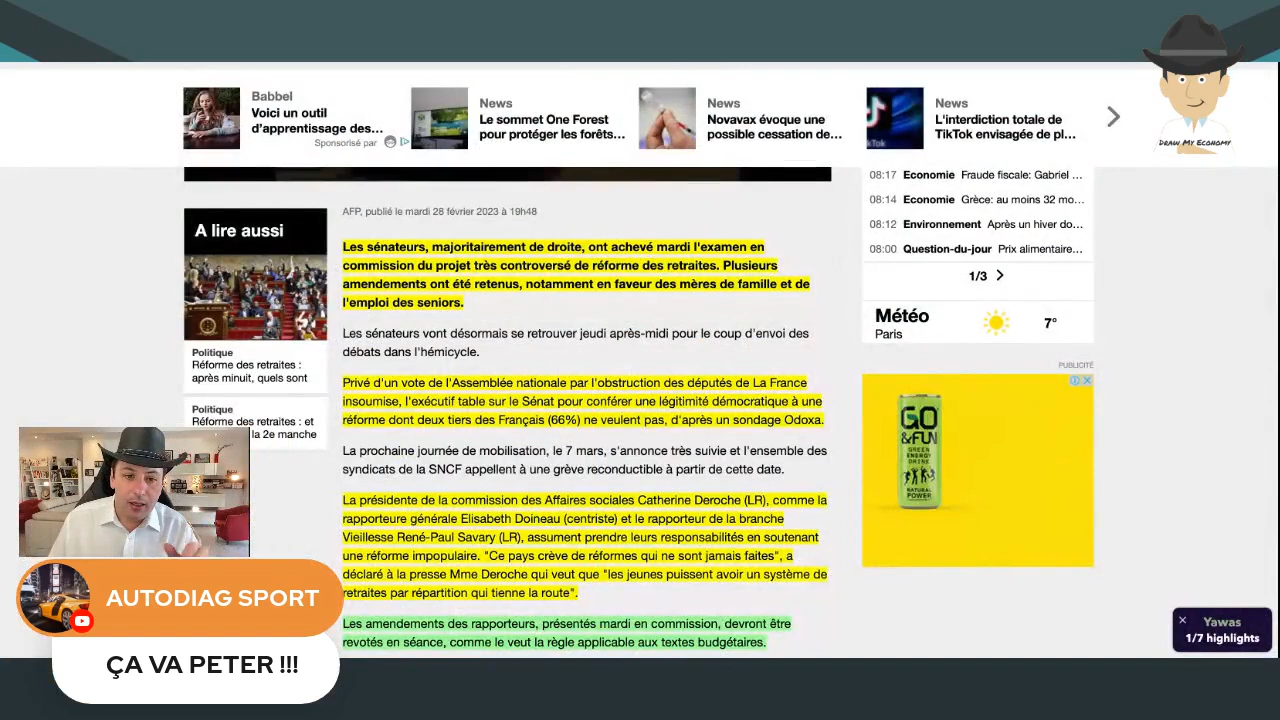 Babbel
Voici un outil
d'apprentissage des...
Sponsorisé par
News
Le sommet One Forest
pour protéger les forêts...
News
Novavax évoque une
possible cessation de...
TikTok
News
L'interdiction totale de
TikTok envisagée de pl...
DRAW MY ECONOMY
A lire aussi
Politique
Réforme des retraites :
après minuit, quels sont
Politique
Réforme des retraites : et
la 2e manche
AFP, publié le mardi 28 février 2023 à 19h48
Les sénateurs, majoritairement de droite, ont achevé mardi l'examen en
commission du projet très controversé de réforme des retraites. Plusieurs
amendements ont été retenus, notamment en faveur des mères de famille et de
l'emploi des seniors.
Les sénateurs vont désormais se retrouver jeudi après-midi pour le coup d'envoi des
débats dans l'hémicycle.
Privé d'un vote de l'Assemblée nationale par l'obstruction des députés de La France
insoumise, l'exécutif table sur le Sénat pour conférer une légitimité démocratique à une
réforme dont deux tiers des Français (66%) ne veulent pas, d'après un sondage Odoxa.
La prochaine journée de mobilisation, le 7 mars, s'annonce très suivie et l'ensemble des
syndicats de la SNCF appellent à une grève reconductible à partir de cette date.
La présidente de la commission des Affaires sociales Catherine Deroche (LR), comme la
rapporteure générale Elisabeth Doineau (centriste) et le rapporteur de la branche
Vieillesse René-Paul Savary (LR), assument prendre leurs responsabilités en soutenant
une réforme impopulaire. "Ce pays crève de réformes qui ne sont jamais faites", a
déclaré à la presse Mme Deroche qui veut que "les jeunes puissent avoir un système de
retraites par répartition qui tienne la route".
Les amendements des rapporteurs, présentés mardi en commission, devront être
revotés en séance, comme le veut la règle applicable aux textes budgétaires.
08:17 Economie Fraude fiscale: Gabriel ...
08:14 Economie Grèce: au moins 32 mo...
08:12 Environnement Après un hiver do...
08:00 Question-du-jour Prix alimentaire...
1/3
Météo
Paris
7°
PUBLICITÉ
GO
&FUN
GREEN
ENERGY
DRINK
NATURAL
POWER
Yawas
1/7 highlights
AUTODIAG SPORT
ÇA VA PETER !!!